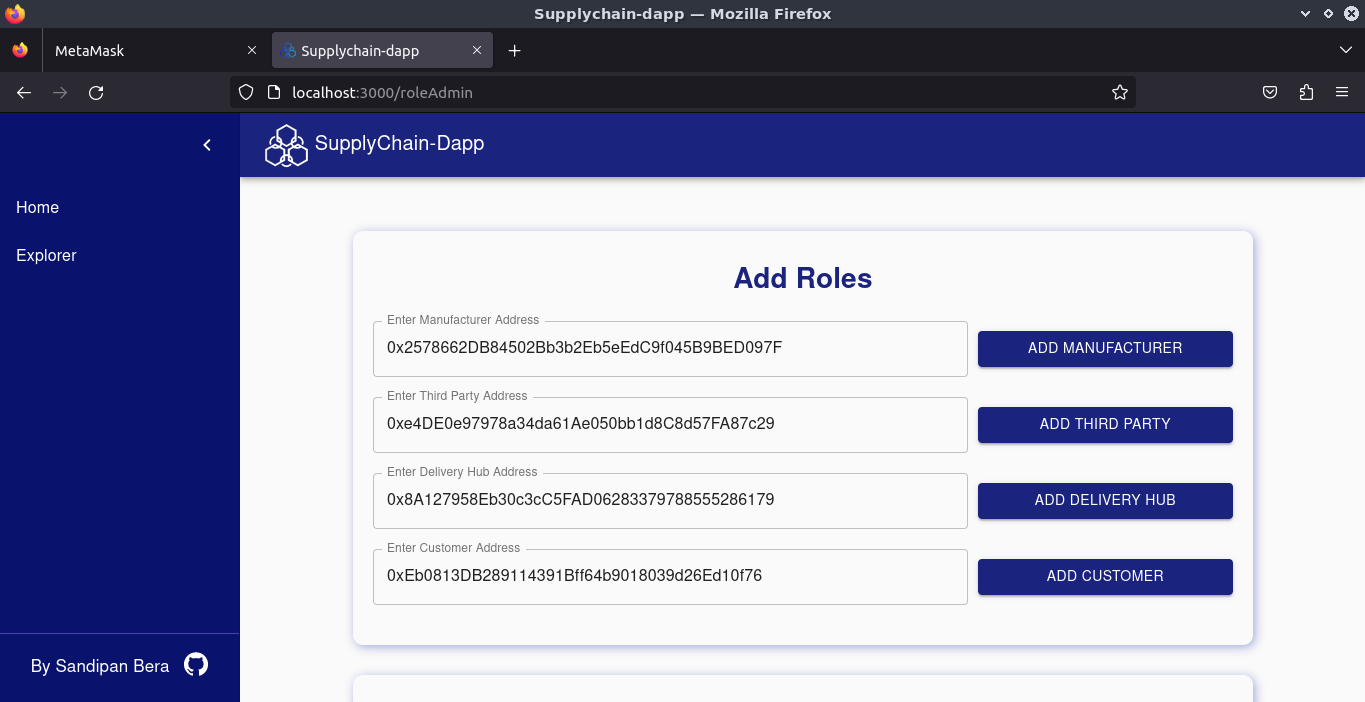 Supplychain-dapp — Mozilla Firefox
MetaMask
Supplychain-dapp
localhost:3000/roleAdmin
SupplyChain-Dapp
Home
Explorer
Add Roles
Enter Manufacturer Address
0x2578662DB84502Bb3b2Eb5eEdC9f045B9BED097F
ADD MANUFACTURER
Enter Third Party Address
0xe4DE0e97978a34da61Ae050bb1d8C8d57FA87c29
ADD THIRD PARTY
Enter Delivery Hub Address
0x8A127958Eb30c3cC5FAD06283379788555286179
ADD DELIVERY HUB
Enter Customer Address
0xEb0813DB289114391Bff64b9018039d26Ed10f76
ADD CUSTOMER
By Sandipan Bera